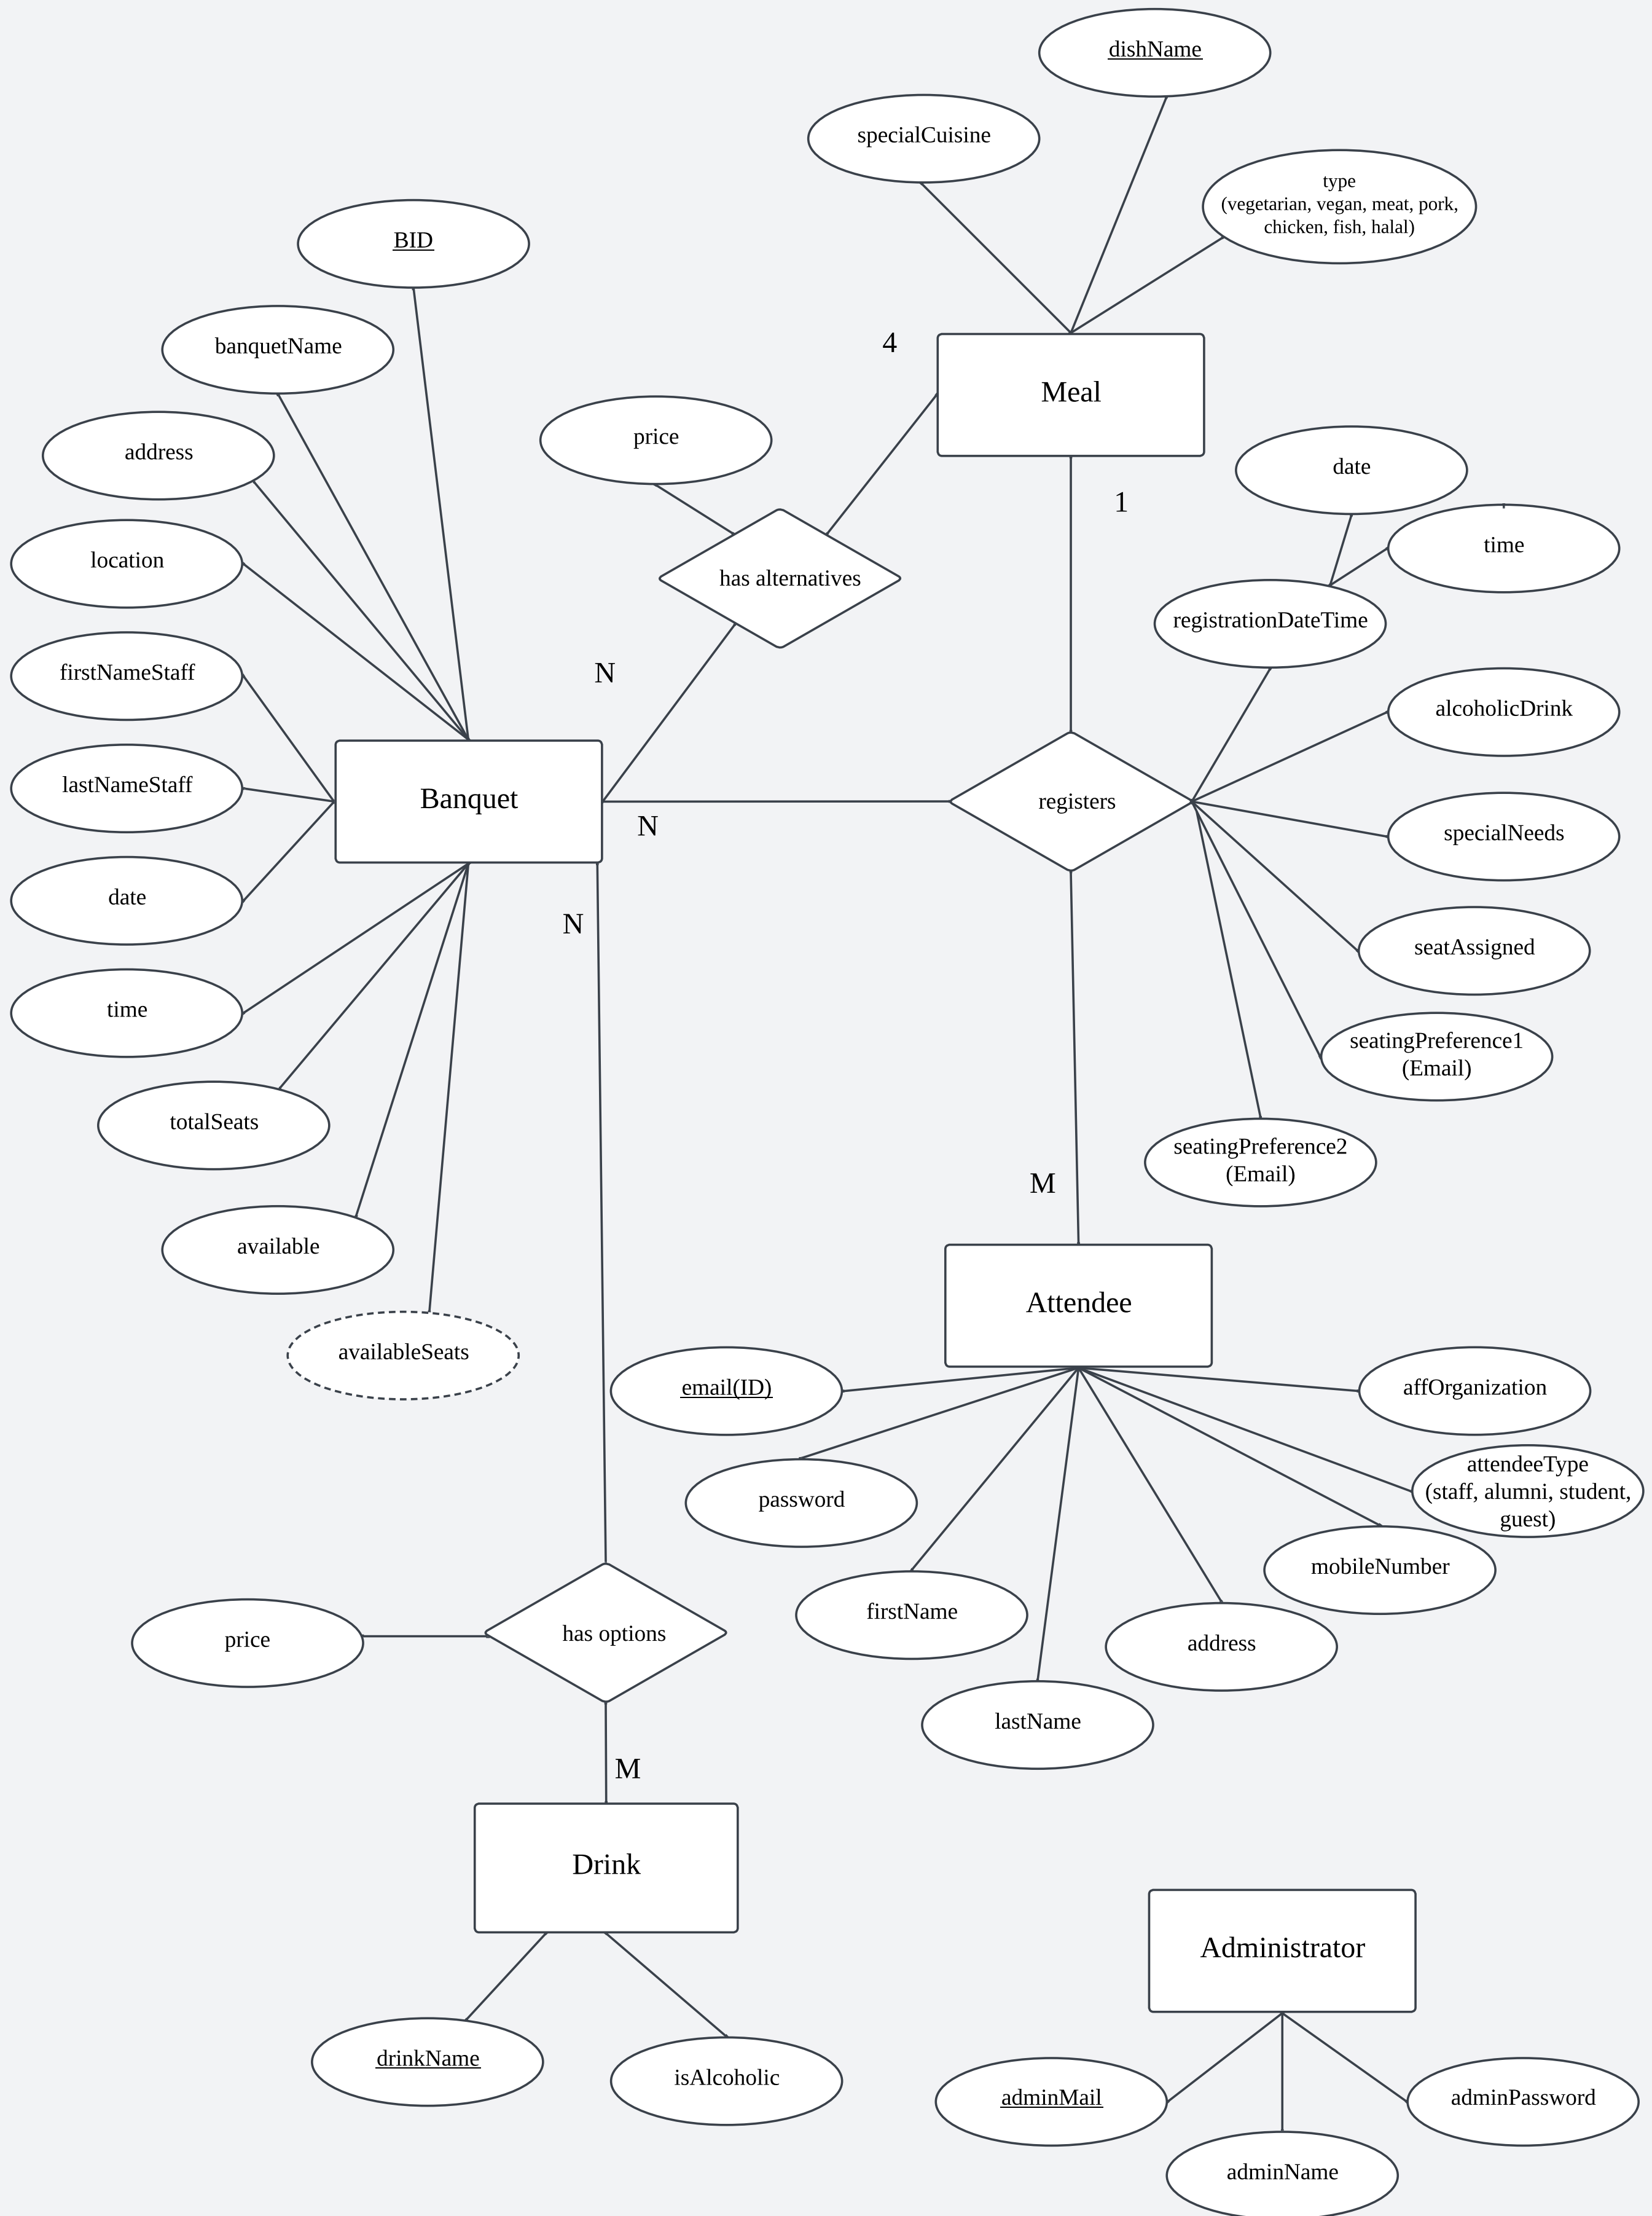 dishName
specialCuisine
type
(vegetarian, vegan, meat, pork,
chicken, fish, halal)
BID
banquetName
4
Meal
price
address
date
1
time
location
has alternatives
registrationDateTime
N
firstNameStaff
alcoholicDrink
lastNameStaff
Banquet
registers
N
specialNeeds
date
N
seatAssigned
time
seatingPreference1
(Email)
totalSeats
seatingPreference2
(Email)
M
available
Attendee
availableSeats
email(ID)
affOrganization
attendeeType
(staff, alumni, student,
guest)
password
mobileNumber
firstName
price
has options
address
lastName
M
Drink
Administrator
drinkName
isAlcoholic
adminMail
adminPassword
adminName